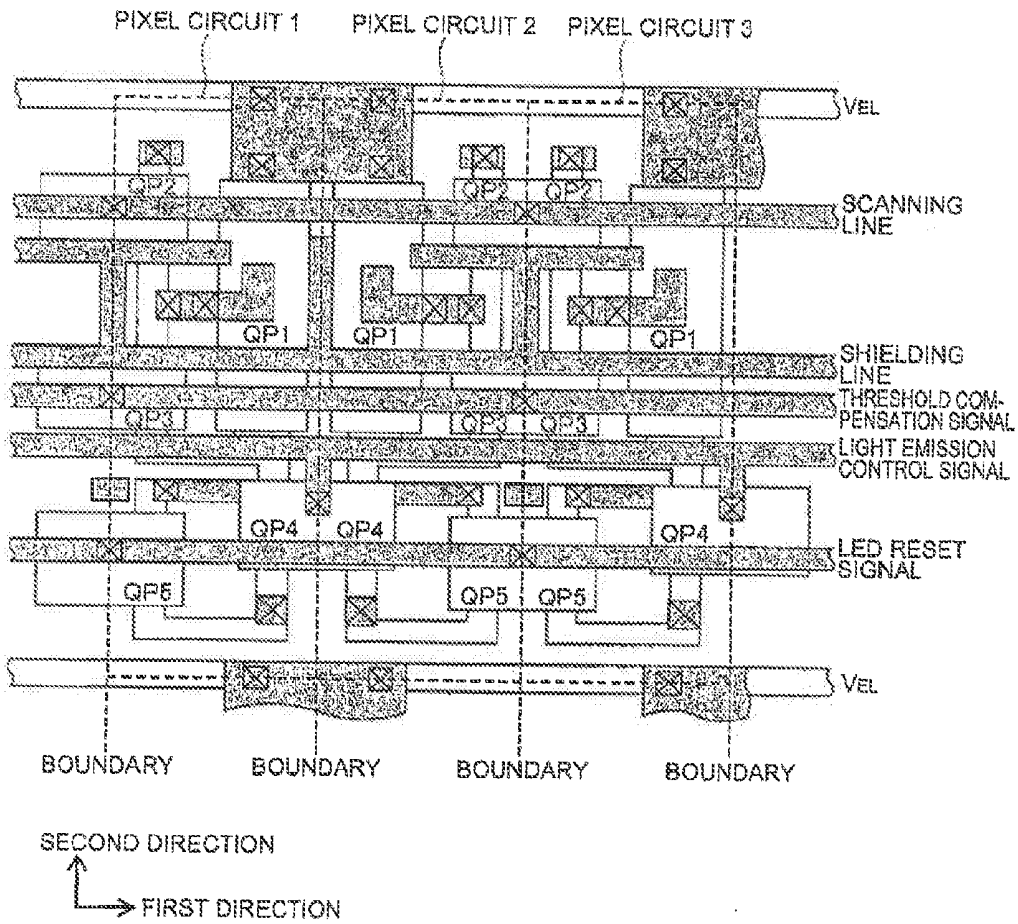 PIXEL CIRCUIT 1
PIXEL CIRCUIT 2
PIXEL CIRCUIT 3
VEL
QP2
QP2
QP2
SCANNING
LINE
QP1
QP1
QP1
SHIELDING
LINE
THRESHOLD COM-
PENSATION SIGNAL
QP3
QP3
QP3
LIGHT EMISSION
CONTROL SIGNAL
QP4
QP4
QP4
LED RESET
SIGNAL
QP5
QP5
QP5
VEL
BOUNDARY
BOUNDARY
BOUNDARY
BOUNDARY
SECOND DIRECTION
FIRST DIRECTION